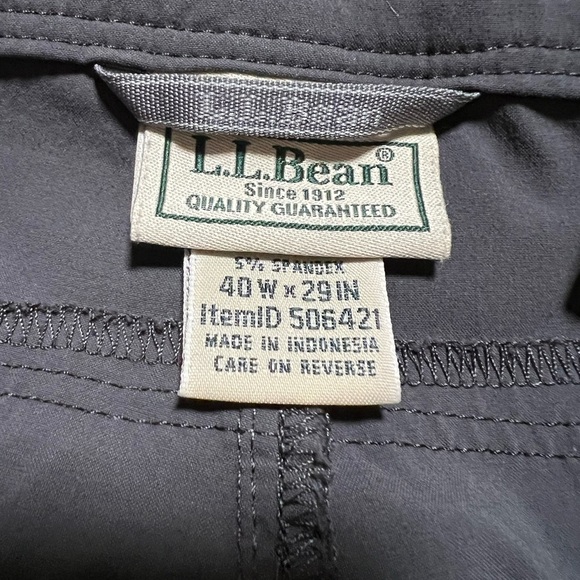 L.L.Bean®
Since 1912
QUALITY GUARANTEED
5% SPANDEX
40 W x 29 IN
ItemID 506421
MADE IN INDONESIA
CARE ON REVERSE